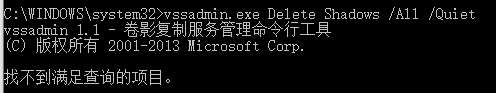 C:\WINDOWS\system32>vssadmin.exe Delete Shadows /All /Quiet
vssadmin 1.1 - 卷影复制服务管理命令行工具
(C) 版权所有 2001-2013 Microsoft Corp.
找不到满足查询的项目。